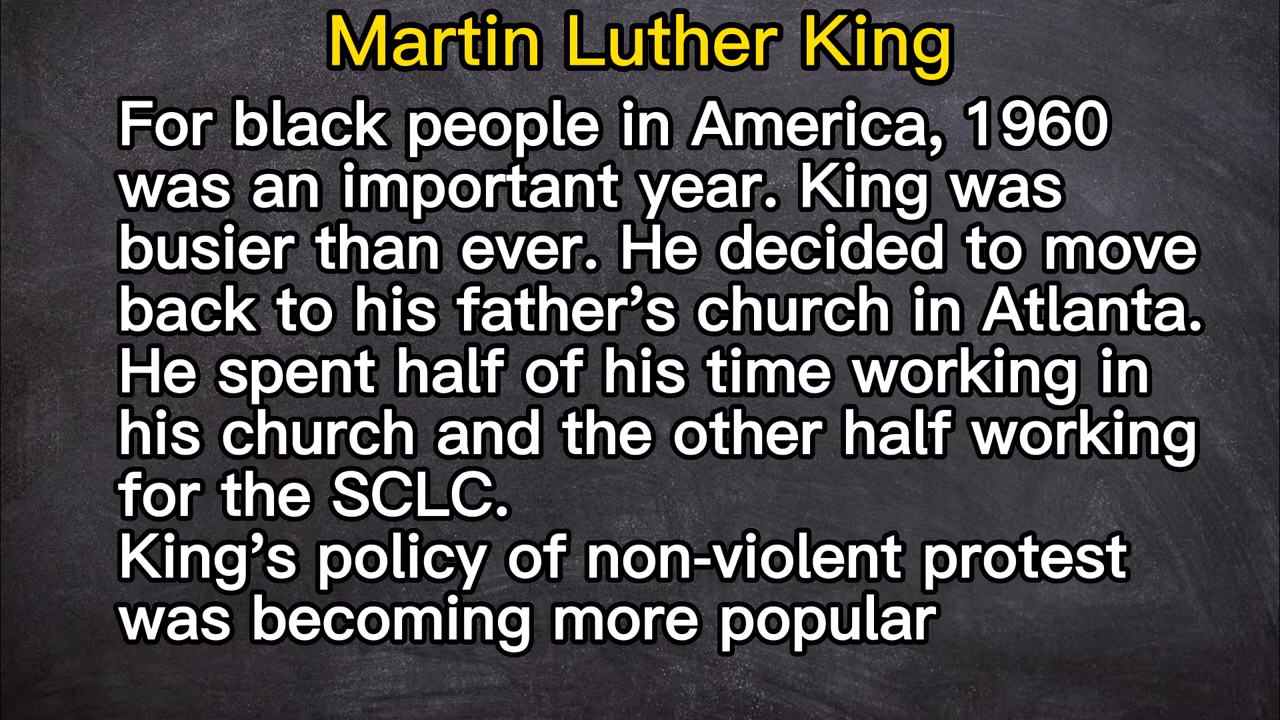 Martin Luther King
For black people in America, 1960
was an important year. King was
busier than ever. He decided to move
back to his father’s church in Atlanta.
He spent half of his time working in
his church and the other half working
for the SCLC.
King’s policy of non-violent protest
was becoming more popular